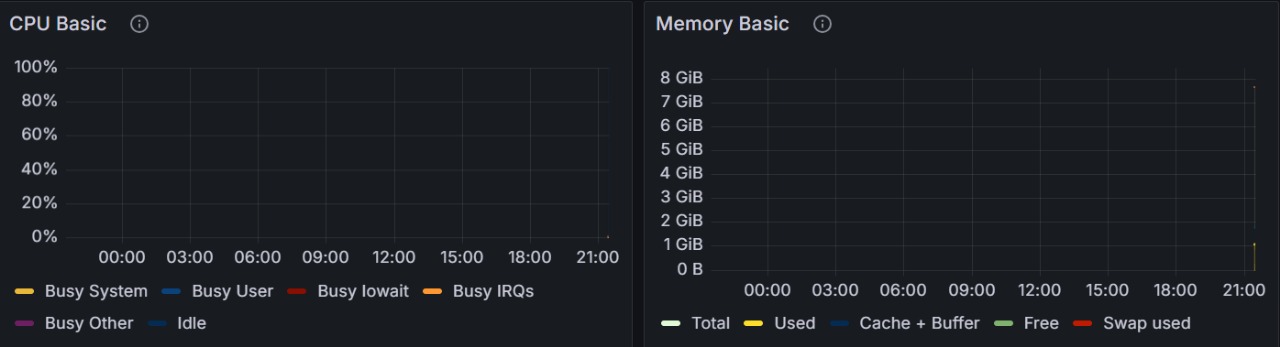 CPU Basic
100%
80%
60%
40%
20%
0%
00:00 03:00 06:00 09:00 12:00 15:00 18:00 21:00
Busy System Busy User Busy Iowait Busy IRQs
Busy Other Idle
Memory Basic
8 GiB
7 GiB
6 GiB
5 GiB
4 GiB
3 GiB
2 GiB
1 GiB
0 B
00:00 03:00 06:00 09:00 12:00 15:00 18:00 21:00
Total Used Cache + Buffer Free Swap used